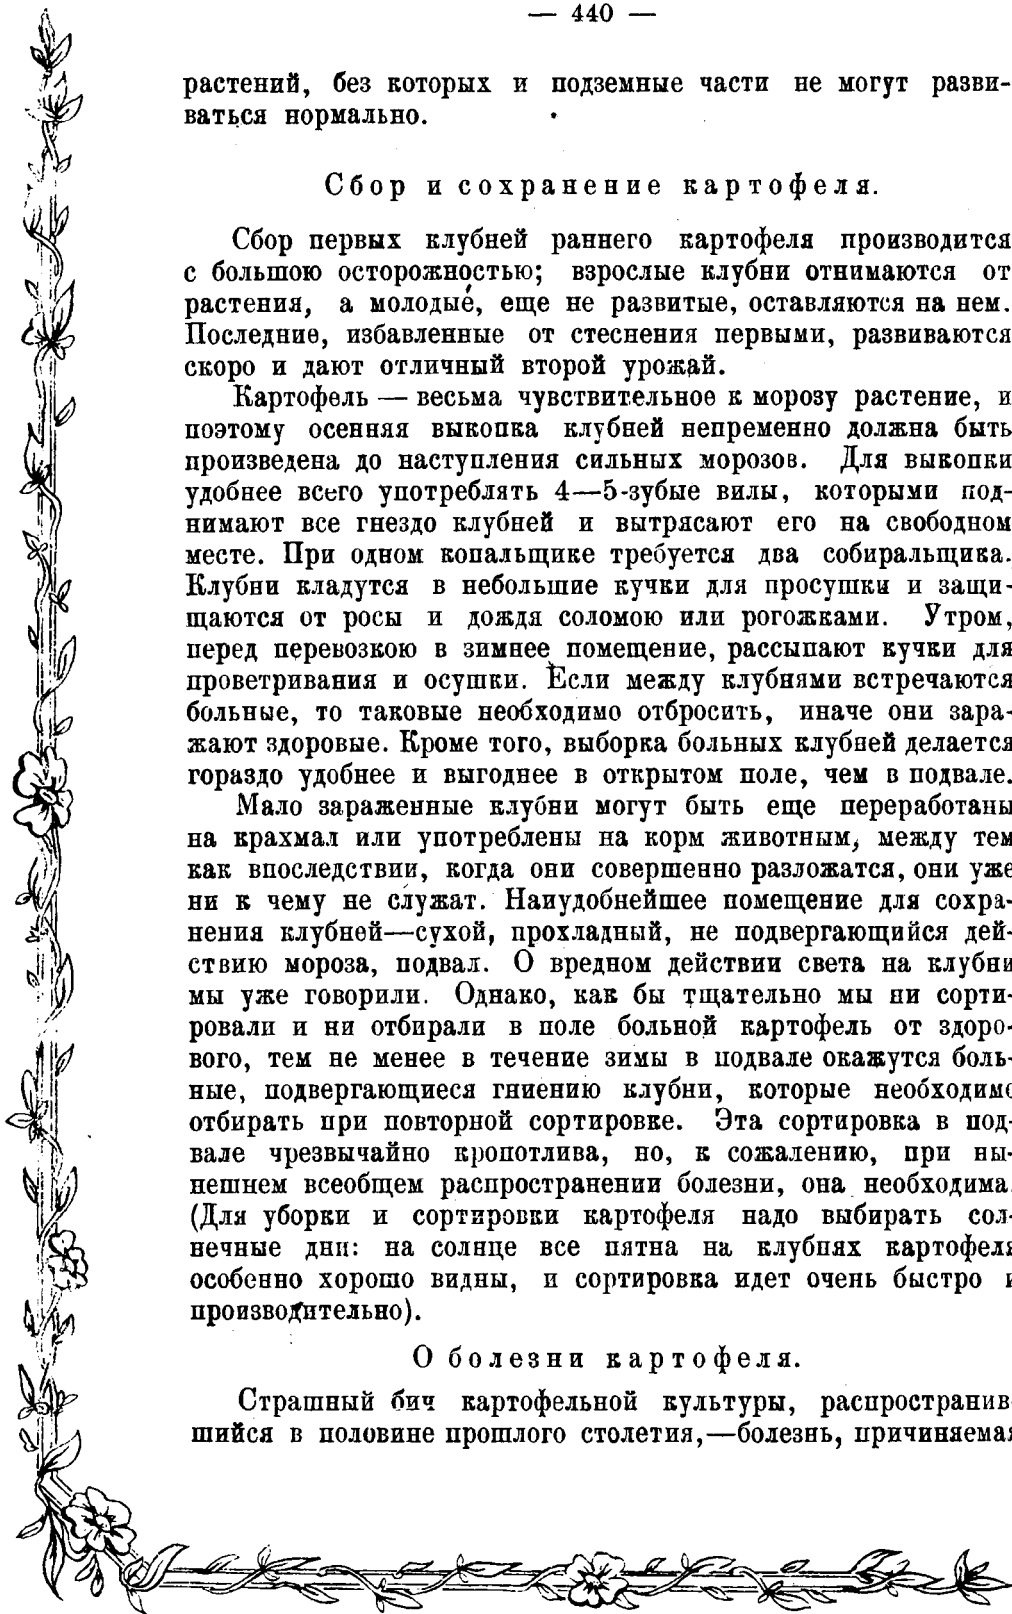 — 440 —
растений, без которых и подземные части не могут разви-
ваться нормально.
Сбор и сохранение картофеля.
Сбор первых клубней раннего картофеля производится
с большою осторожностью; взрослые клубни отнимаются от
растения, а молодые, еще не развитые, оставляются на нем.
Последние, избавленные от стеснения первыми, развиваются
скоро и дают отличный второй урожай.
Картофель — весьма чувствительное к морозу растение, и
поэтому осенняя выкопка клубней непременно должна быть
произведена до наступления сильных морозов. Для выкопки
удобнее всего употреблять 4—5-зубые вилы, которыми под-
нимают все гнездо клубней и вытрясают его на свободном
месте. При одном копальщике требуется два собиральщика.
Клубни кладутся в небольшие кучки для просушки и защи-
щаются от росы и дождя соломою или рогожками. Утром,
перед перевозкою в зимнее помещение, рассыпают кучки для
проветривания и осушки. Если между клубнями встречаются
больные, то таковые необходимо отбросить, иначе они зара-
жают здоровые. Кроме того, выборка больных клубней делается
гораздо удобнее и выгоднее в открытом поле, чем в подвале.
Мало зараженные клубни могут быть еще переработаны
на крахмал или употреблены на корм животным, между тем
как впоследствии, когда они совершенно разложатся, они уже
ни к чему не служат. Наиудобнейшее помещение для сохра-
нения клубней—сухой, прохладный, не подвергающийся дей-
ствию мороза, подвал. О вредном действии света на клубни
мы уже говорили. Однако, как бы тщательно мы ни сорти-
ровали и ни отбирали в поле больной картофель от здоро-
вого, тем не менее в течение зимы в подвале окажутся боль-
ные, подвергающиеся гниению клубни, которые необходимо
отбирать при повторной сортировке. Эта сортировка в под-
вале чрезвычайно кропотлива, но, к сожалению, при ны-
нешнем всеобщем распространении болезни, она необходима.
(Для уборки и сортировки картофеля надо выбирать сол-
нечные дни: на солнце все пятна на клубнях картофеля
особенно хорошо видны, и сортировка идет очень быстро и
производительно).
О болезни картофеля.
Страшный бич картофельной культуры, распространив-
шийся в половине прошлого столетия,—болезнь, причиняемая